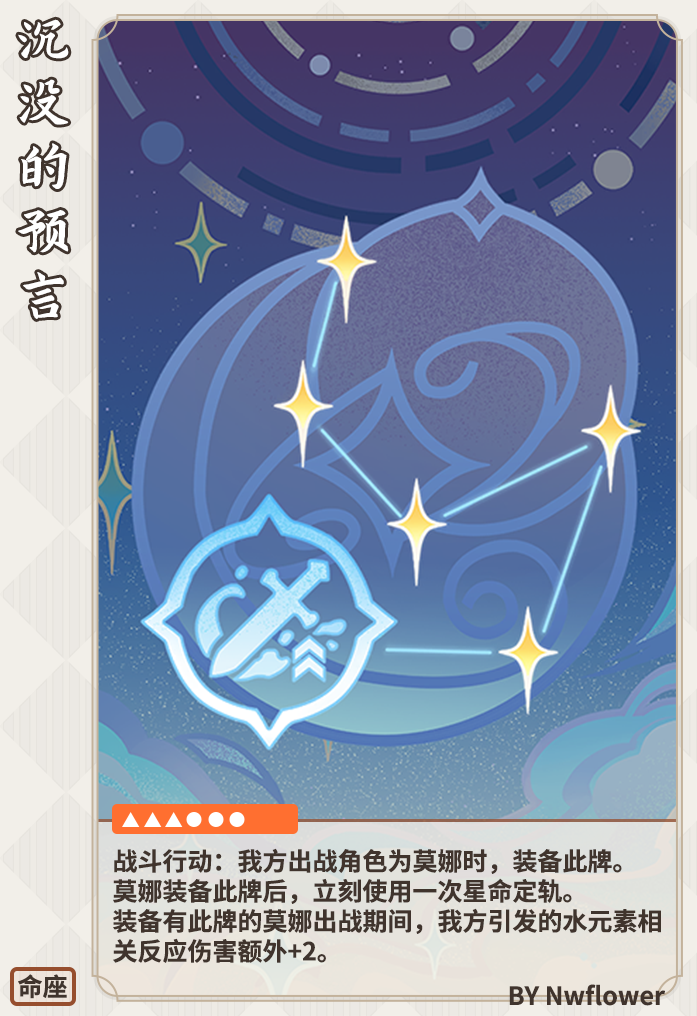 沉没的预言
战斗行动：我方出战角色为莫娜时，装备此牌。
莫娜装备此牌后，立刻使用一次星命定轨。
装备有此牌的莫娜出战期间，我方引发的水元素相
关反应伤害额外+2。
命座
BY Nwflower